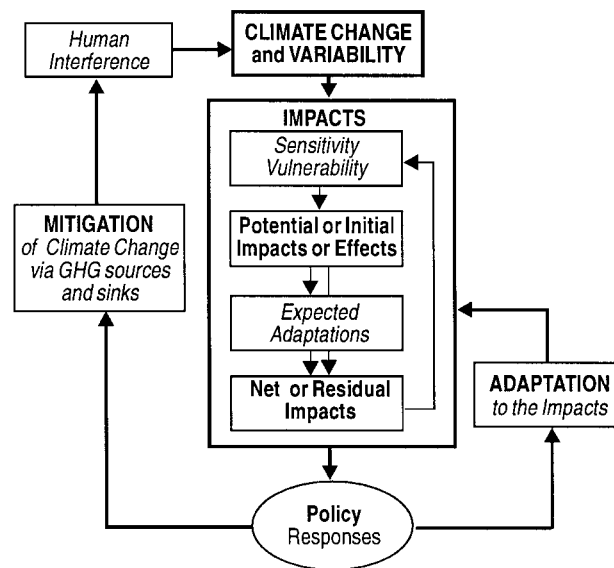 Human
Interference
CLIMATE CHANGE
and VARIABILITY
IMPACTS
Sensitivity
Vulnerability
Potential or Initial
Impacts or Effects
MITIGATION
of Climate Change
via GHG sources
and sinks
Expected
Adaptations
Net or Residual
Impacts
ADAPTATION
to the Impacts
Policy
Responses